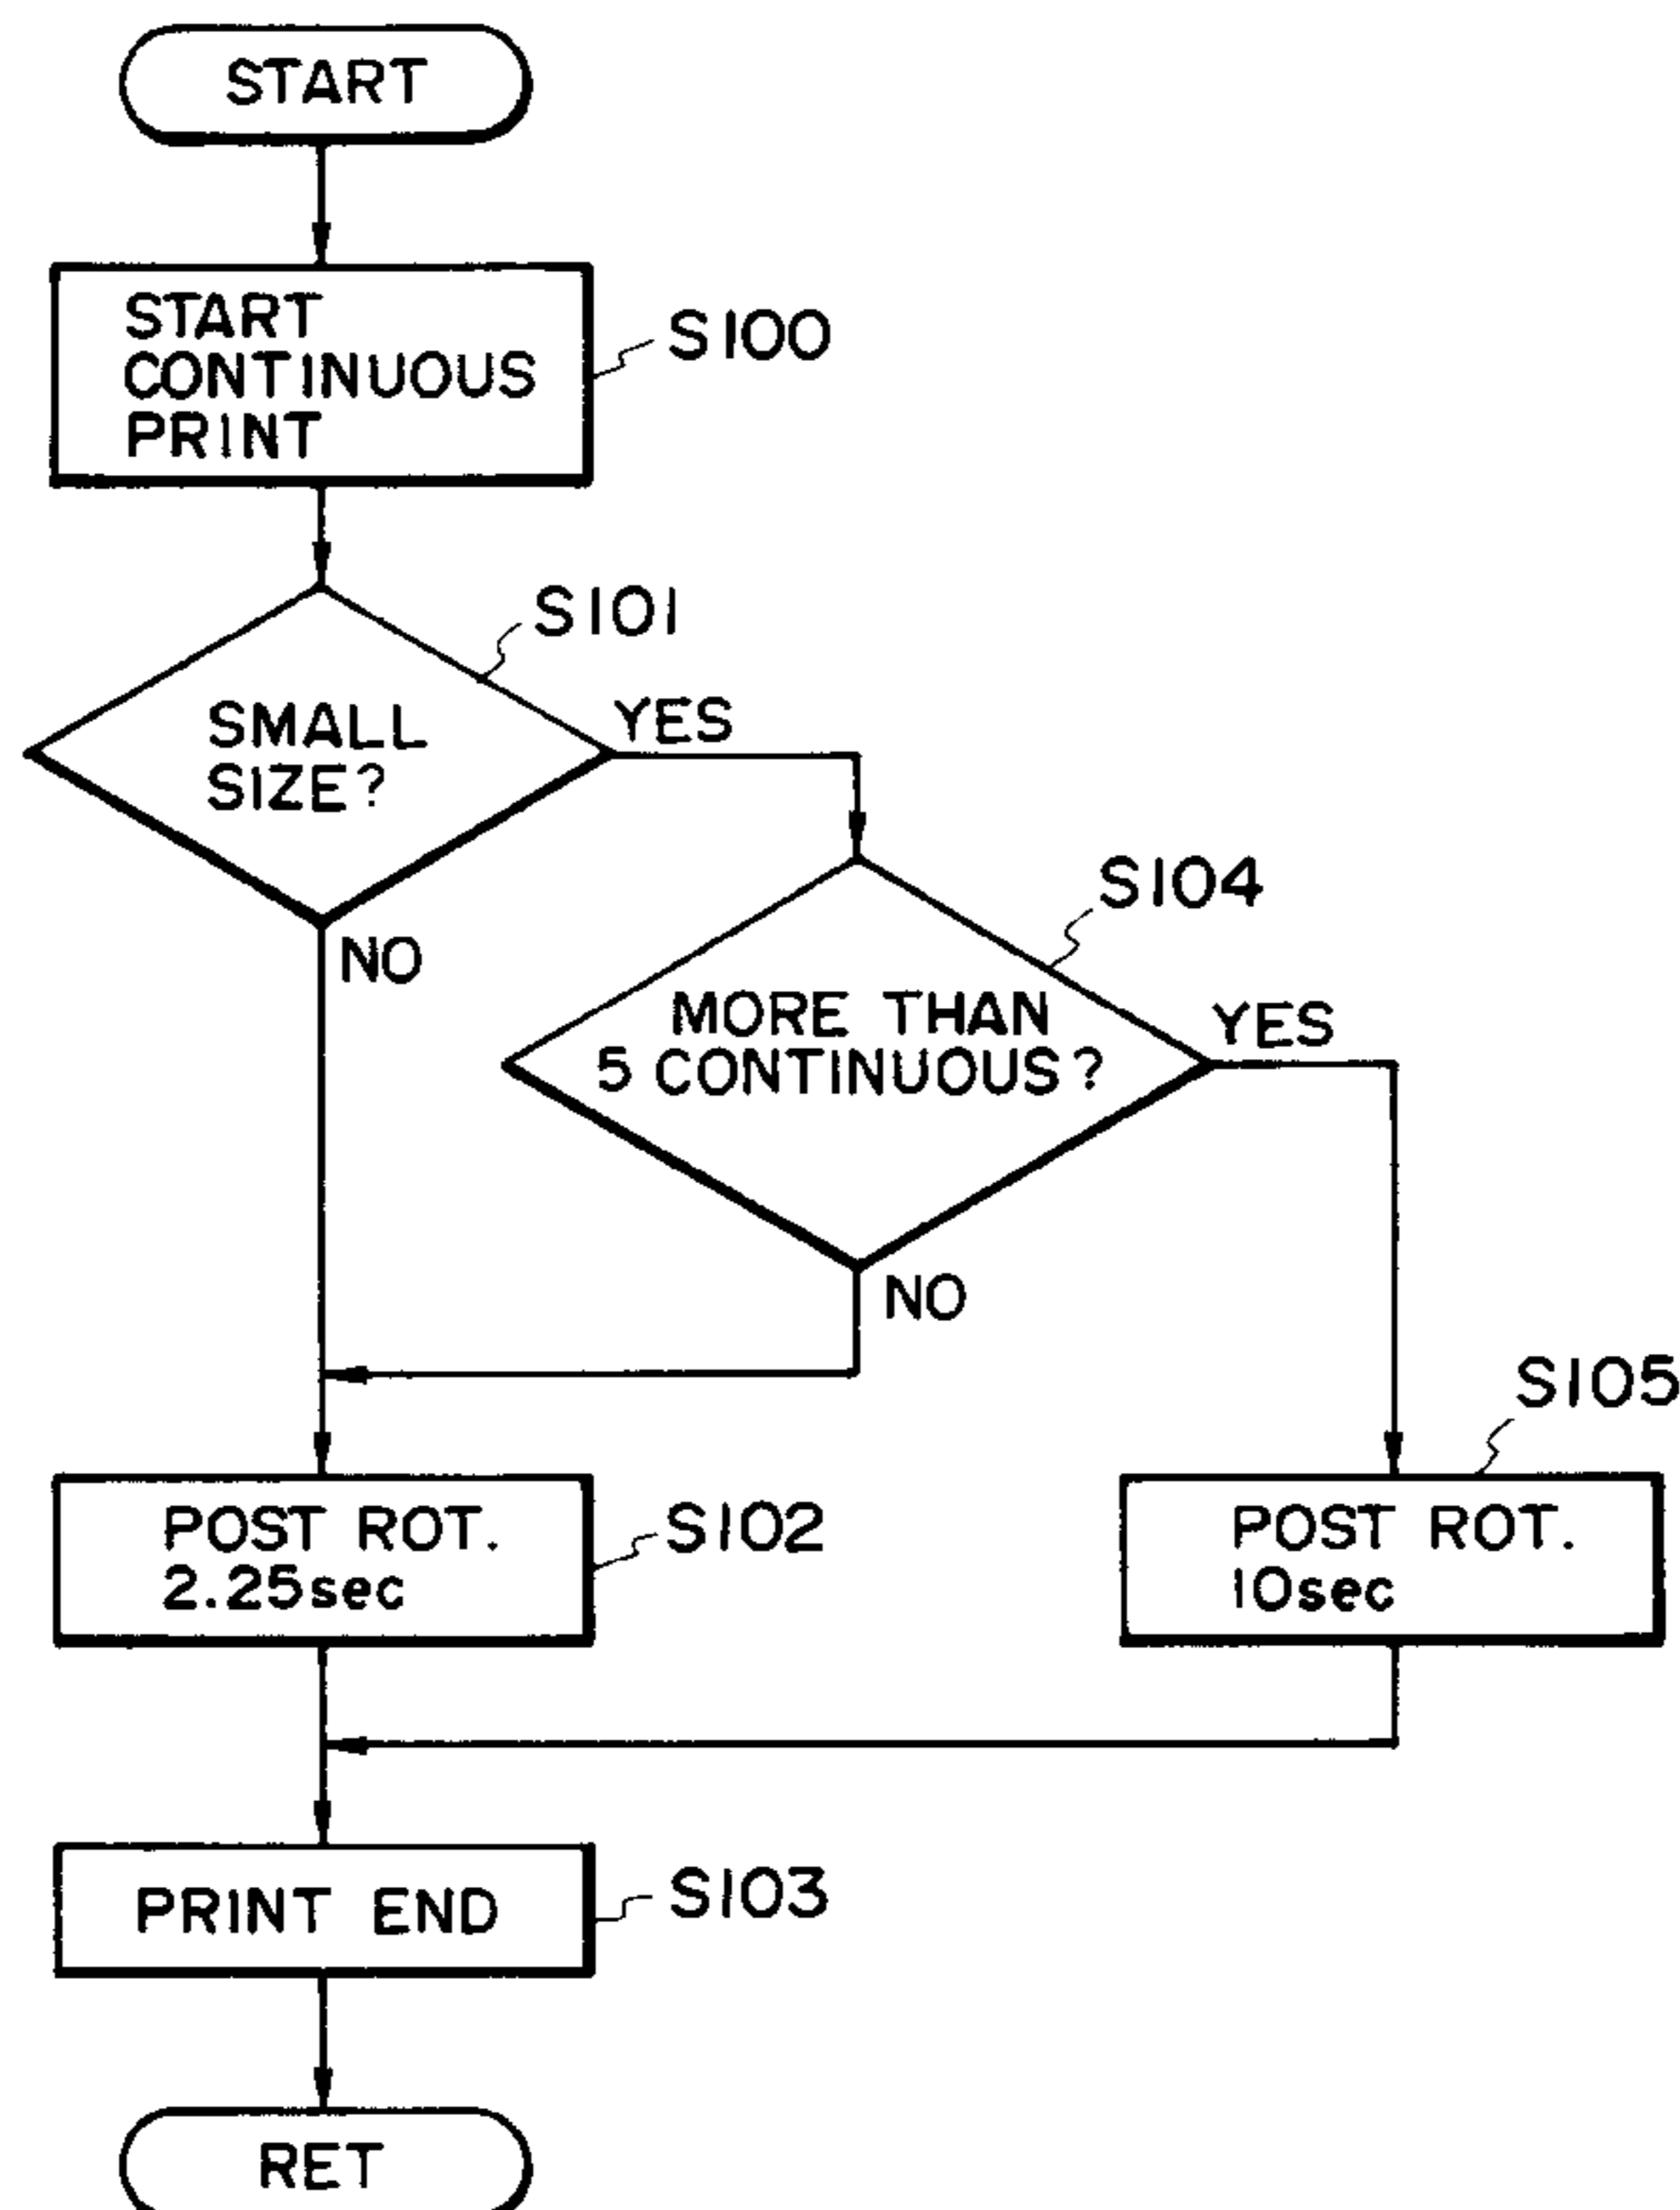 START
START
CONTINUOUS
PRINT
S100
S101
SMALL
SIZE?
YES
NO
S104
MORE THAN
5 CONTINUOUS?
YES
NO
S105
POST ROT.
2.25sec
S102
POST ROT.
10sec
PRINT END
S103
RET